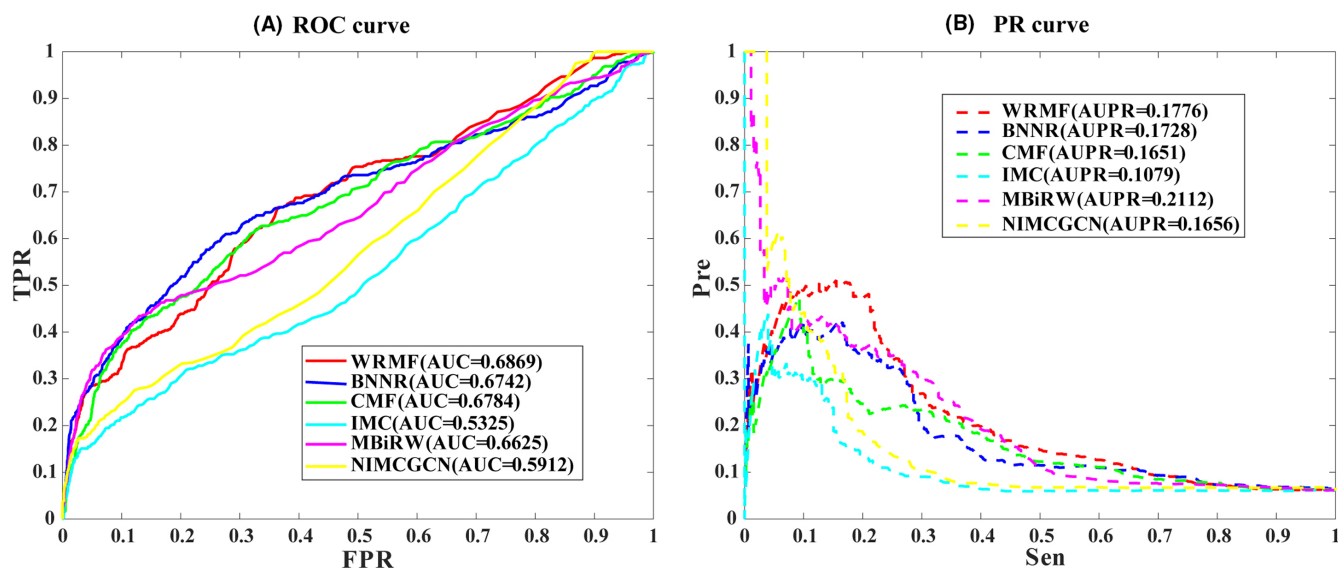 (A) ROC curve
1
0.9
0.8
0.7
0.6
0.5
0.4
0.3
0.2
0.1
0
TPR
WRMF(AUC=0.6869)
BNNR(AUC=0.6742)
CMF(AUC=0.6784)
IMC(AUC=0.5325)
MBiRW(AUC=0.6625)
NIMCGCN(AUC=0.5912)
0 0.1 0.2 0.3 0.4 0.5 0.6 0.7 0.8 0.9 1
FPR
(B) PR curve
1
0.9
0.8
0.7
0.6
0.5
0.4
0.3
0.2
0.1
0
Pre
WRMF(AUPR=0.1776)
BNNR(AUPR=0.1728)
CMF(AUPR=0.1651)
IMC(AUPR=0.1079)
MBiRW(AUPR=0.2112)
NIMCGCN(AUPR=0.1656)
0 0.1 0.2 0.3 0.4 0.5 0.6 0.7 0.8 0.9 1
Sen